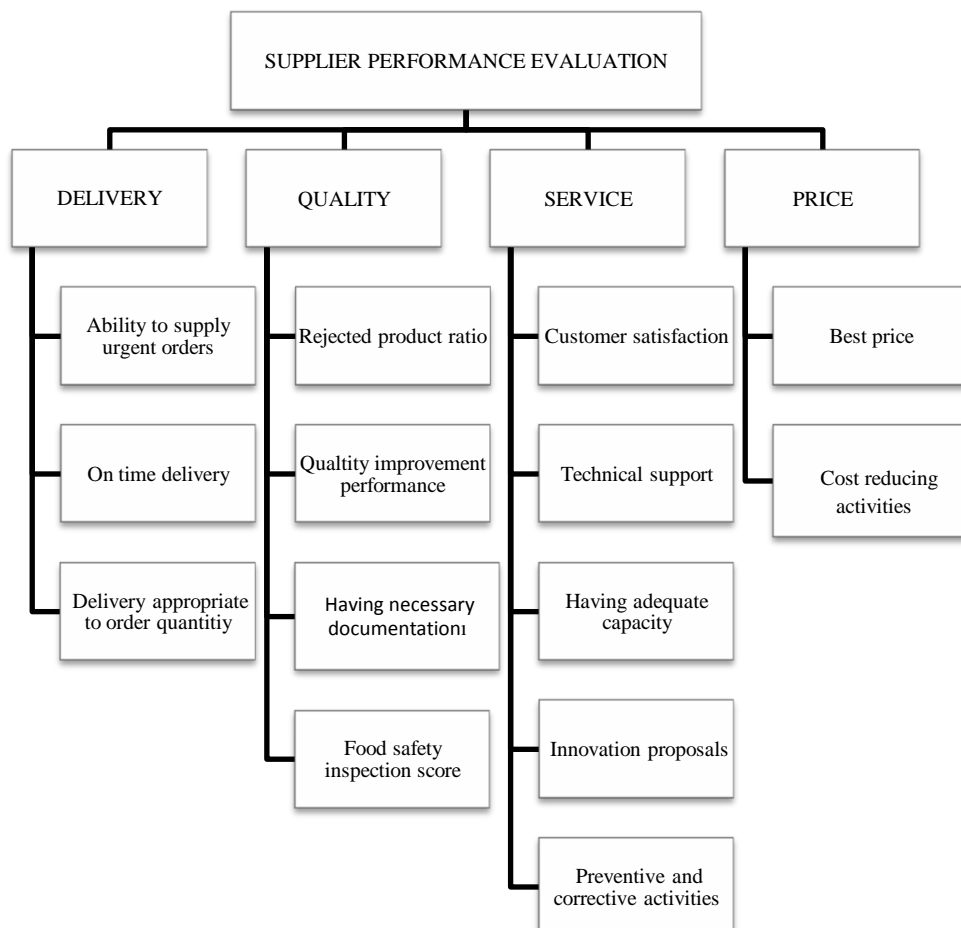 SUPPLIER PERFORMANCE EVALUATION
DELIVERY
QUALITY
SERVICE
PRICE
Ability to supply
urgent orders
On time delivery
Delivery appropriate
to order quantitiy
Rejected product ratio
Qualtity improvement
performance
Having necessary
documentationı
Food safety
inspection score
Customer satisfaction
Technical support
Having adequate
capacity
Innovation proposals
Preventive and
corrective activities
Best price
Cost reducing
activities